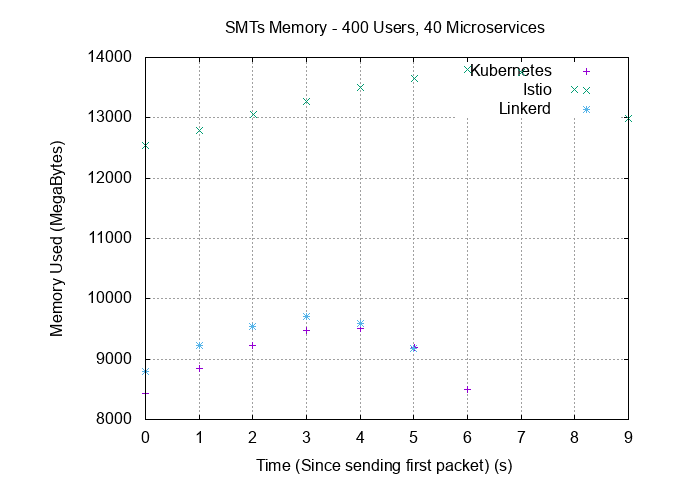 SMTs Memory - 400 Users, 40 Microservices
14000
13000
12000
11000
10000
9000
8000
Memory Used (MegaBytes)
Kubernetes
Istio
Linkerd
0 1 2 3 4 5 6 7 8 9
Time (Since sending first packet) (s)